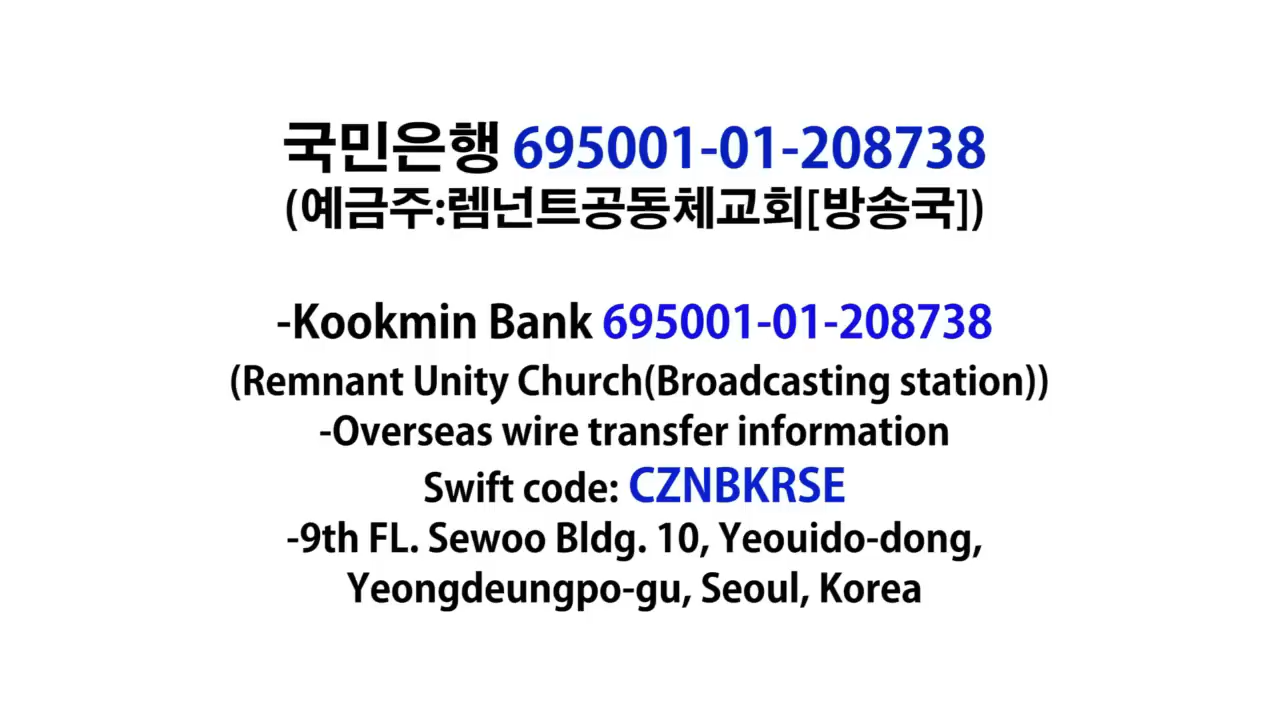 국민은행 695001-01-208738
(예금주:렘넌트공동체교회[방송국])
-Kookmin Bank 695001-01-208738
(Remnant Unity Church(Broadcasting station))
-Overseas wire transfer information
Swift code: CZNBKRSE
-9th FL. Sewoo Bldg. 10, Yeouido-dong,
Yeongdeungpo-gu, Seoul, Korea